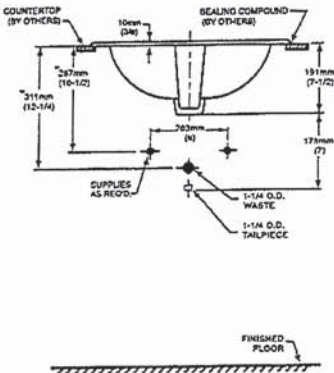 COUNTERTOP
(BY OTHERS)
10mm
(3/8)
SEALING COMPOUND
(BY OTHERS)
*267mm
(10-1/2)
*311mm
(12-1/4)
191mm
(7-1/2)
203mm
(8)
178mm
(7)
SUPPLIES
AS REQ'D.
1-1/4 O.D.
WASTE
1-1/4 O.D.
TAILPIECE
FINISHED
FLOOR